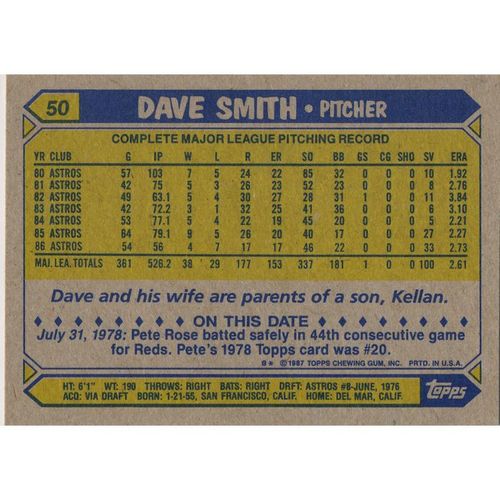 50 DAVE SMITH • PITCHER
COMPLETE MAJOR LEAGUE PITCHING RECORD
YR CLUB G IP W L R ER SO BB GS CG SHO SV ERA
80 ASTROS 57 103 7 5 24 22 85 32 0 0 0 10 1.92
81 ASTROS 42 75 5 3 26 23 52 23 0 0 0 8 2.76
82 ASTROS 49 63.1 5 4 30 27 28 31 1 0 0 11 3.84
83 ASTROS 42 72.2 3 1 32 25 41 36 0 0 0 6 3.10
84 ASTROS 53 77.1 5 4 22 19 45 20 0 0 0 5 2.21
85 ASTROS 64 79.1 9 5 26 20 40 17 0 0 0 27 2.27
86 ASTROS 54 56 4 7 17 17 46 22 0 0 0 33 2.73
MAJ. LEA. TOTALS 361 526.2 38 29 177 153 337 181 1 0 0 100 2.61
Dave and his wife are parents of a son, Kellan.
ON THIS DATE
July 31, 1978: Pete Rose batted safely in 44th consecutive game
for Reds. Pete's 1978 Topps card was #20.
B* ©1987 TOPPS CHEWING GUM, INC. PRTD. IN U.S.A.
HT: 6'1" WT: 190 THROWS: RIGHT BATS: RIGHT DRFT: ASTROS #8-JUNE, 1976
ACQ: VIA DRAFT BORN: 1-21-55, SAN FRANCISCO, CALIF. HOME: DEL MAR, CALIF.
Topps